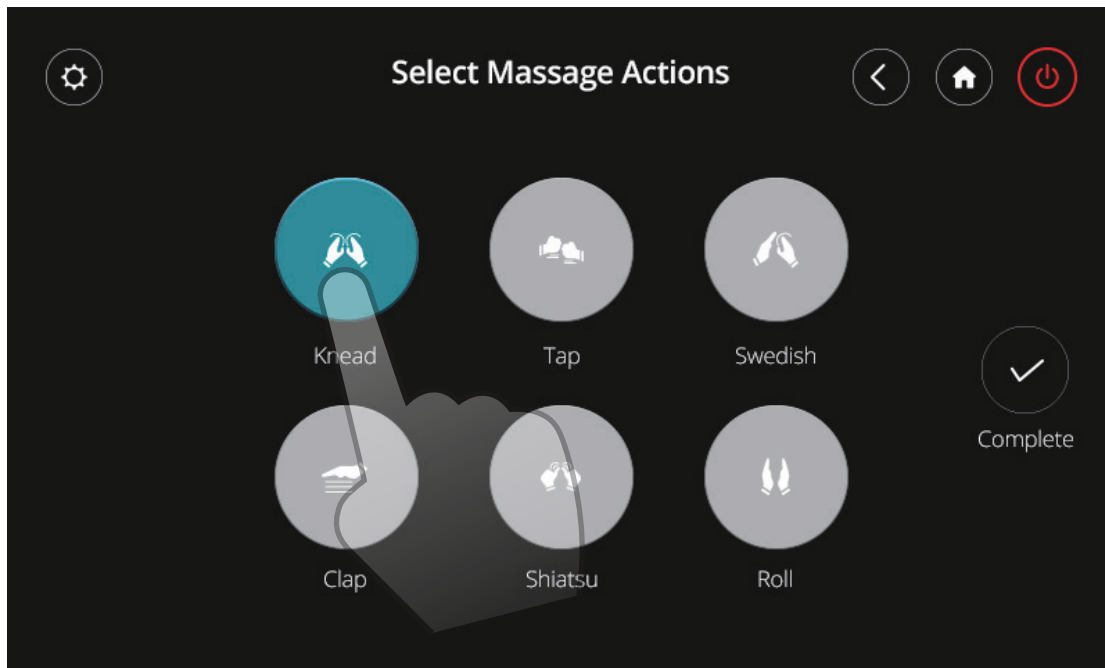 Select Massage Actions
Knead
Tap
Swedish
Complete
Clap
Shiatsu
Roll